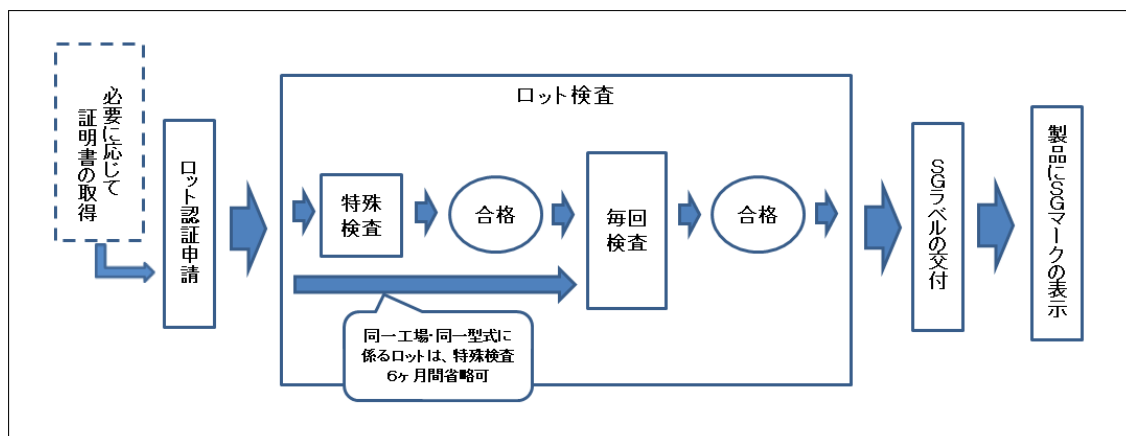 必要に応じて
証明書の取得
ロット認証申請
ロット検査
特殊
検査
合格
毎回
検査
合格
同一工場・同一型式に
係るロットは、特殊検査
6ヶ月間省略可
SGラベルの交付
製品にSGマークの表示